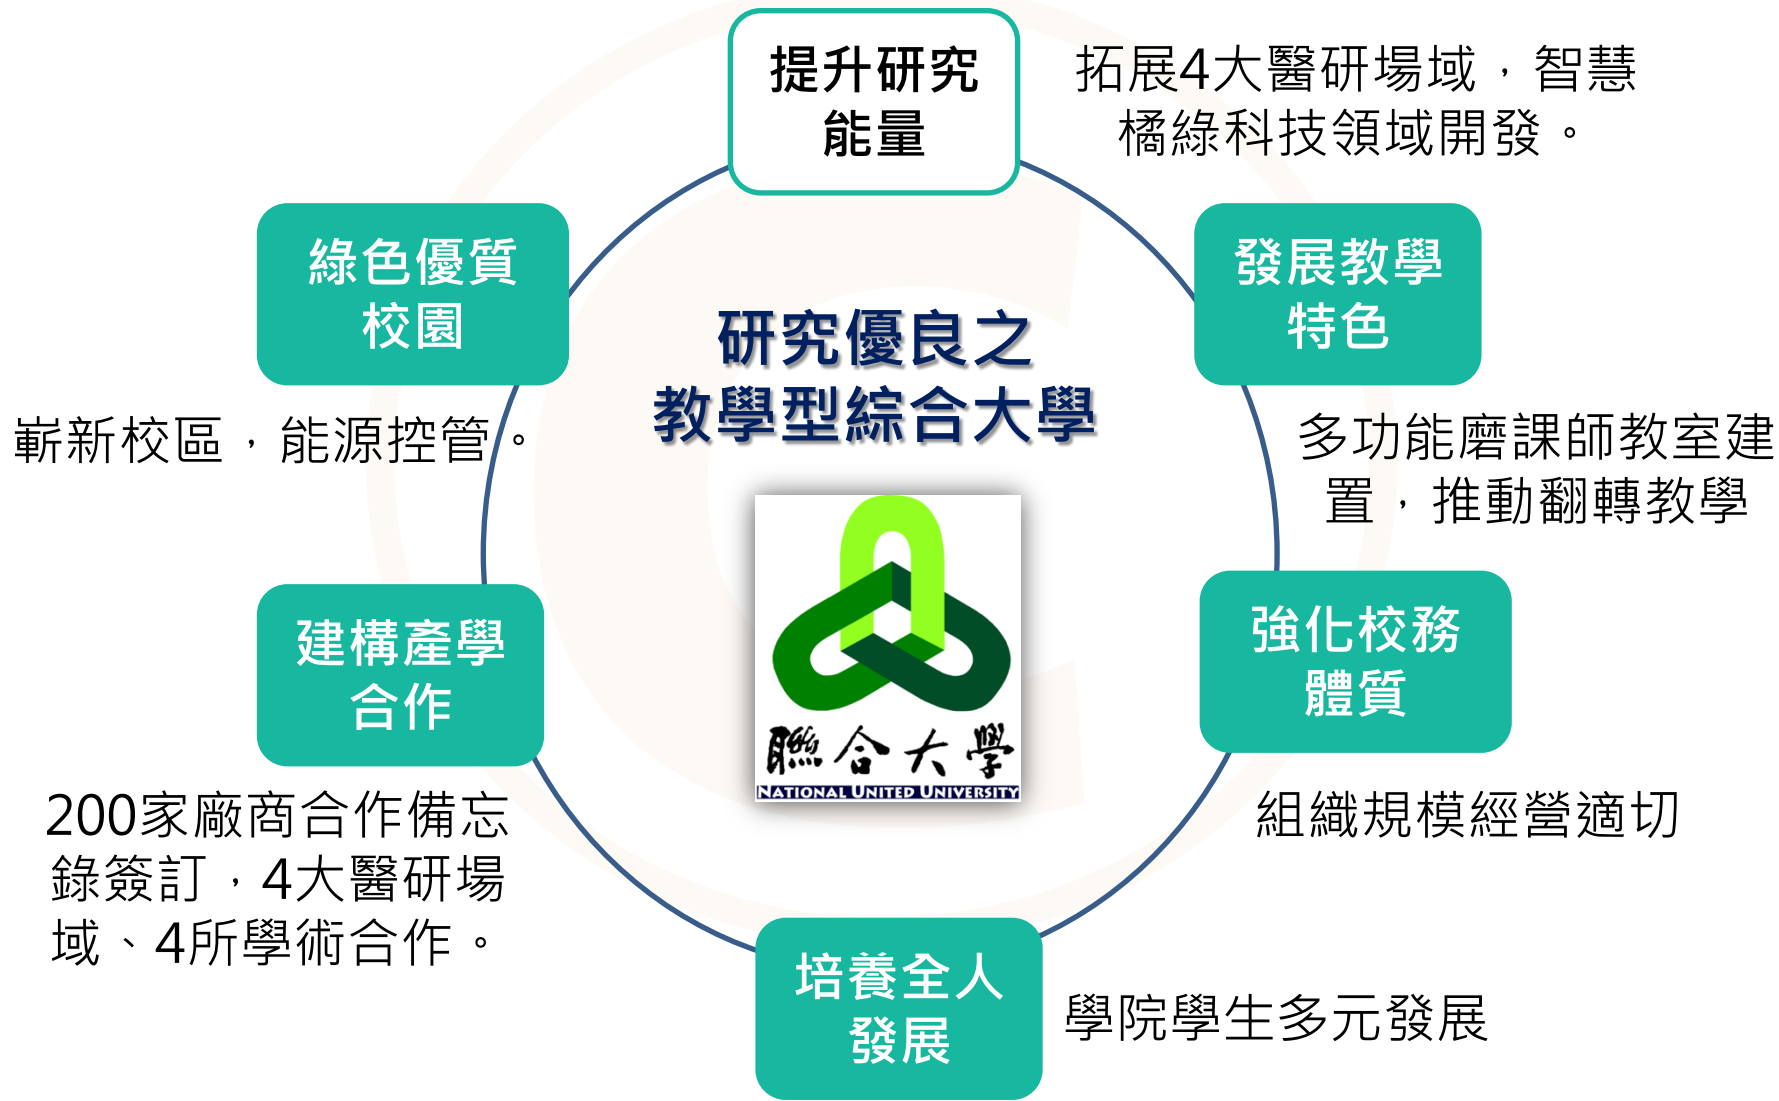 提升研究
能量
拓展4大醫研場域，智慧
橘綠科技領域開發。
發展教學
特色
多功能磨課師教室建
置，推動翻轉教學
強化校務
體質
組織規模經營適切
培養全人
發展
學院學生多元發展
建構產學
合作
200家廠商合作備忘
錄簽訂，4大醫研場
域、4所學術合作。
綠色優質
校園
嶄新校區，能源控管。
研究優良之
教學型綜合大學
聯合大學
NATIONAL UNITED UNIVERSITY